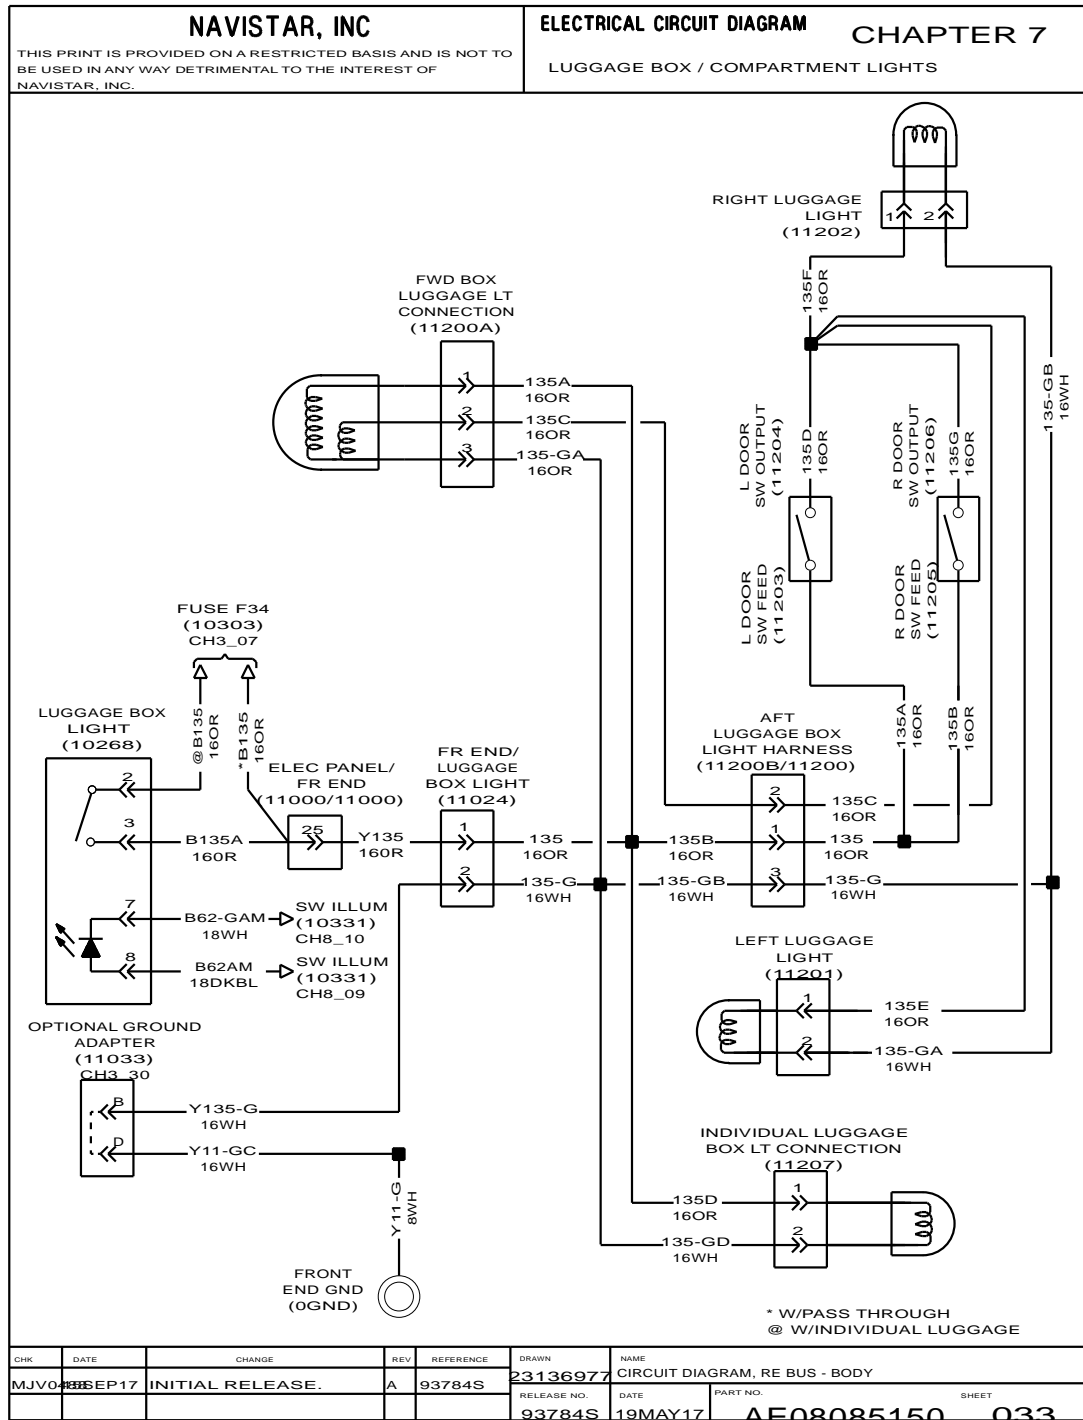 NAVISTAR, INC
THIS PRINT IS PROVIDED ON A RESTRICTED BASIS AND IS NOT TO
BE USED IN ANY WAY DETRIMENTAL TO THE INTEREST OF
NAVISTAR, INC.
ELECTRICAL CIRCUIT DIAGRAM
CHAPTER 7
LUGGAGE BOX / COMPARTMENT LIGHTS
RIGHT LUGGAGE
LIGHT
(11202)
1
2
135F
16OR
135-GB
16WH
FWD BOX
LUGGAGE LT
CONNECTION
(11200A)
1
2
3
135A
16OR
135C
16OR
135-GA
16OR
L DOOR
SW OUTPUT
(11204)
135D
16OR
R DOOR
SW OUTPUT
(11206)
135G
16OR
L DOOR
SW FEED
(11203)
R DOOR
SW FEED
(11205)
FUSE F34
(10303)
CH3_07
@B135
16OR
*B135
16OR
LUGGAGE BOX
LIGHT
(10268)
2
3
7
8
B135A
160R
B62-GAM
18WH
B62AM
18DKBL
SW ILLUM
(10331)
CH8_10
SW ILLUM
(10331)
CH8_09
ELEC PANEL/
FR END
(11000/11000)
25
Y135
160R
FR END/
LUGGAGE
BOX LIGHT
(11024)
1
2
135
16OR
135-G
16WH
135B
16OR
135-GB
16WH
AFT
LUGGAGE BOX
LIGHT HARNESS
(11200B/11200)
2
1
3
135C
16OR
135
16OR
135-G
16WH
135A
16OR
135B
16OR
LEFT LUGGAGE
LIGHT
(11201)
1
2
135E
16OR
135-GA
16WH
OPTIONAL GROUND
ADAPTER
(11033)
CH3_30
B
D
Y135-G
16WH
Y11-GC
16WH
Y11-G
8WH
FRONT
END GND
(0GND)
INDIVIDUAL LUGGAGE
BOX LT CONNECTION
(11207)
1
2
135D
16OR
135-GD
16WH
* W/PASS THROUGH
@ W/INDIVIDUAL LUGGAGE
CHK DATE CHANGE REV REFERENCE
INITIAL RELEASE. A 93784S
DRAWN
23136977
NAME
CIRCUIT DIAGRAM, RE BUS - BODY
RELEASE NO.
93784S
DATE
19MAY17
PART NO.
AE08085150
SHEET
033